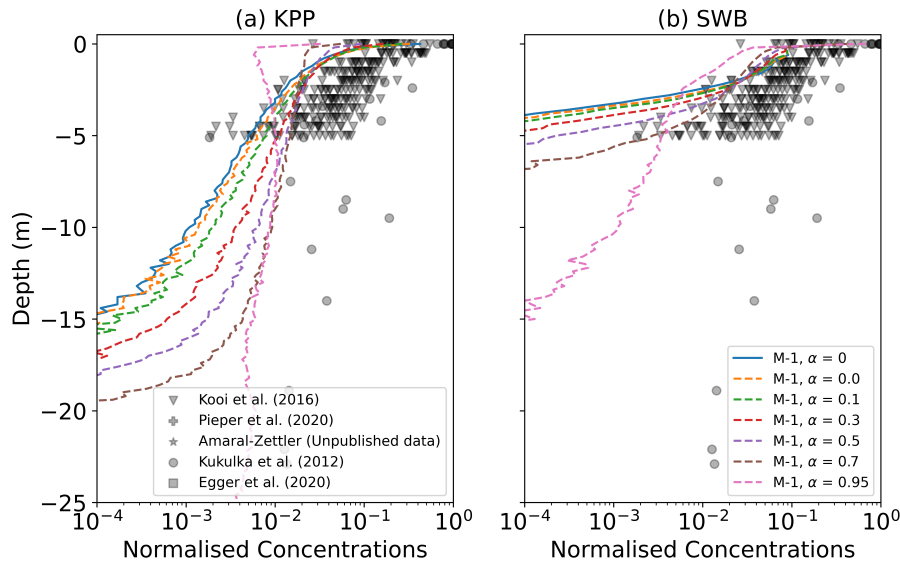 (a) KPP
(b) SWB
0
−5
−10
−15
−20
−25
Depth (m)
10⁻⁴
10⁻³
10⁻²
10⁻¹
10⁰
Normalised Concentrations
10⁻⁴
10⁻³
10⁻²
10⁻¹
10⁰
Normalised Concentrations
Kooi et al. (2016)
Pieper et al. (2020)
Amaral-Zettler (Unpublished data)
Kukulka et al. (2012)
Egger et al. (2020)
M-1, α = 0
M-1, α = 0.0
M-1, α = 0.1
M-1, α = 0.3
M-1, α = 0.5
M-1, α = 0.7
M-1, α = 0.95